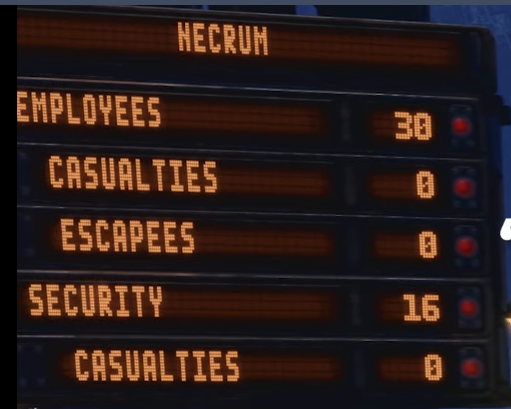 NECRUM
EMPLOYEES 30
CASUALTIES 0
ESCAPEES 0
SECURITY 16
CASUALTIES 0